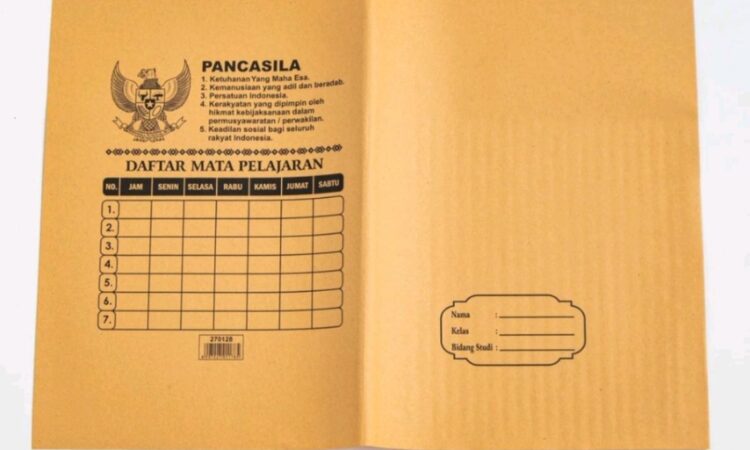 PANCASILA
1. Ketuhanan Yang Maha Esa.
2. Kemanusiaan yang adil dan beradab.
3. Persatuan Indonesia.
4. Kerakyatan yang dipimpin oleh
hikmat kebijaksanaan dalam
permusyawaratan / perwakilan.
5. Keadilan sosial bagi seluruh
rakyat Indonesia.
DAFTAR MATA PELAJARAN
NO. JAM SENIN SELASA RABU KAMIS JUMAT SABTU
1.
2.
3.
4.
5.
6.
7.
270128
Nama :
Kelas :
Bidang Studi :